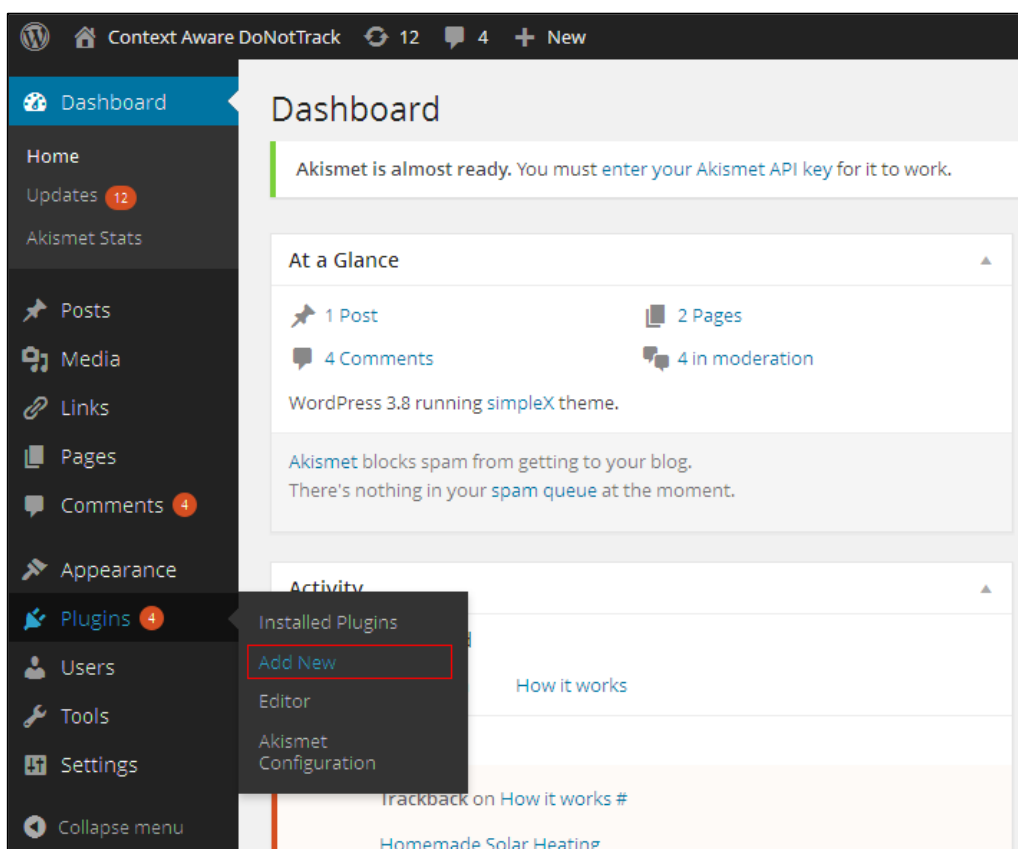 Context Aware DoNotTrack 12 4 + New
Dashboard
Home
Updates 12
Akismet Stats
Posts
Media
Links
Pages
Comments 4
Appearance
Plugins 4
Users
Tools
Settings
Collapse menu
Installed Plugins
Add New
Editor
Akismet
Configuration
Dashboard
Akismet is almost ready. You must enter your Akismet API key for it to work.
At a Glance
1 Post
2 Pages
4 Comments
4 in moderation
WordPress 3.8 running simpleX theme.
Akismet blocks spam from getting to your blog.
There's nothing in your spam queue at the moment.
Activity
How it works
Trackback on How it works #
Homemade Solar Heating